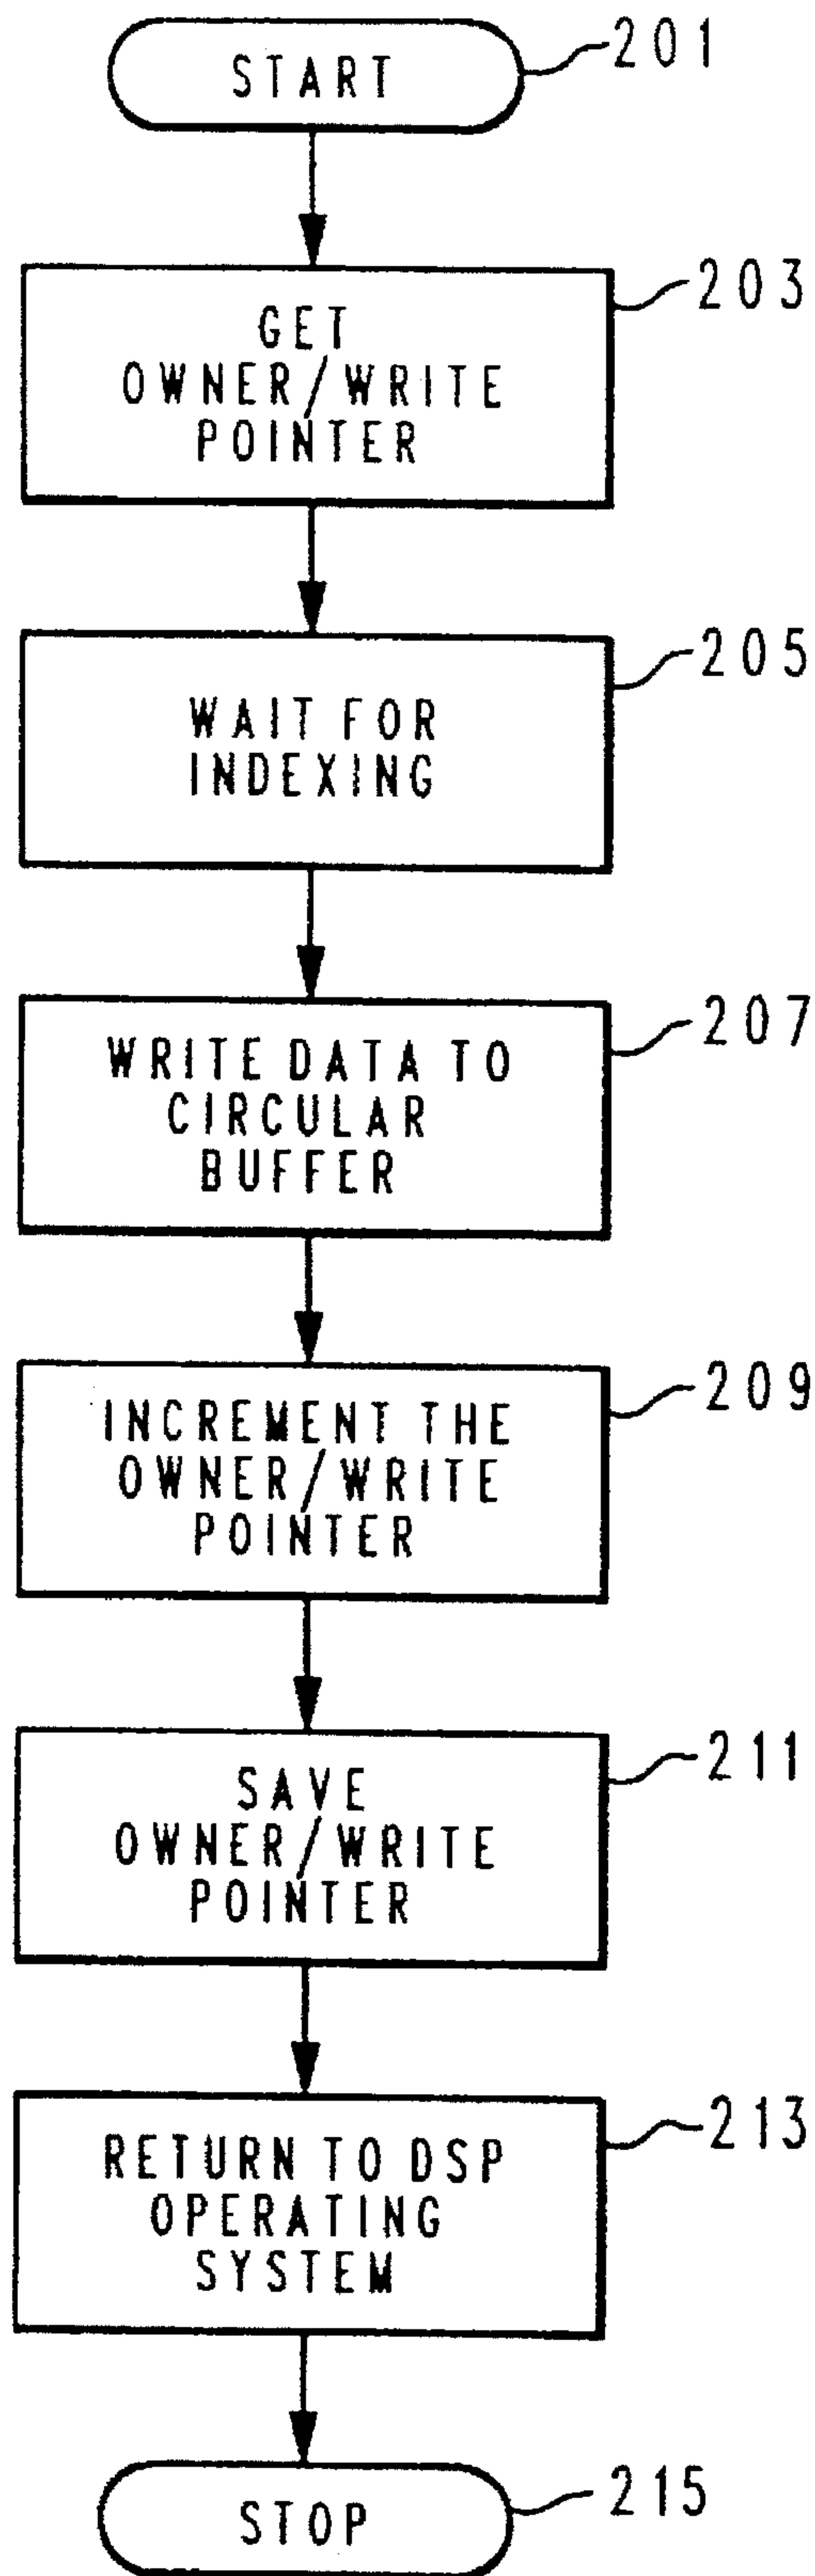 START
201
GET
OWNER/WRITE
POINTER
203
WAIT FOR
INDEXING
205
WRITE DATA TO
CIRCULAR
BUFFER
207
INCREMENT THE
OWNER/WRITE
POINTER
209
SAVE
OWNER/WRITE
POINTER
211
RETURN TO DSP
OPERATING
SYSTEM
213
STOP
215